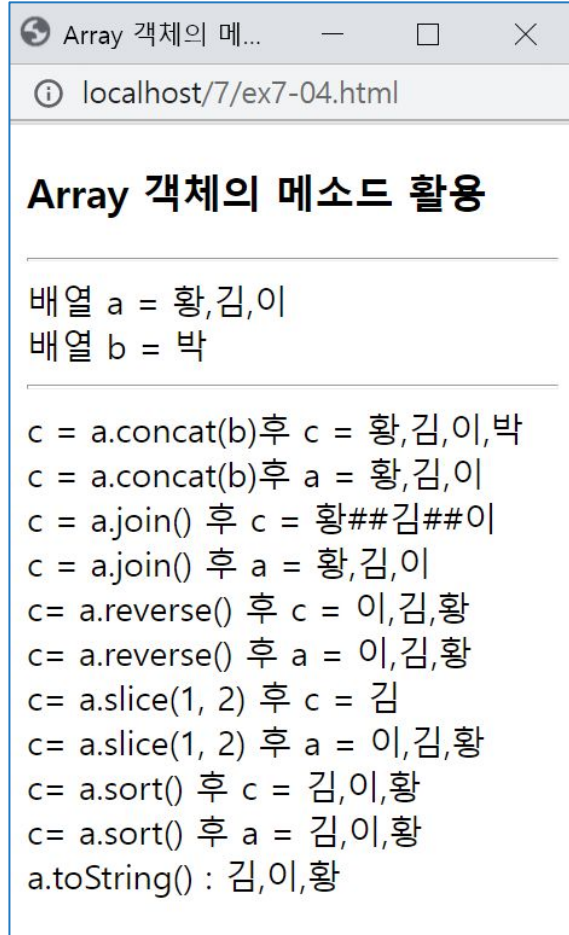 Array 객체의 메...
localhost/7/ex7-04.html
Array 객체의 메소드 활용
배열 a = 황,김,이
배열 b = 박
c = a.concat(b)후 c = 황,김,이,박
c = a.concat(b)후 a = 황,김,이
c = a.join() 후 c = 황##김##이
c = a.join() 후 a = 황,김,이
c= a.reverse() 후 c = 이,김,황
c= a.reverse() 후 a = 이,김,황
c= a.slice(1, 2) 후 c = 김
c= a.slice(1, 2) 후 a = 이,김,황
c= a.sort() 후 c = 김,이,황
c= a.sort() 후 a = 김,이,황
a.toString() : 김,이,황